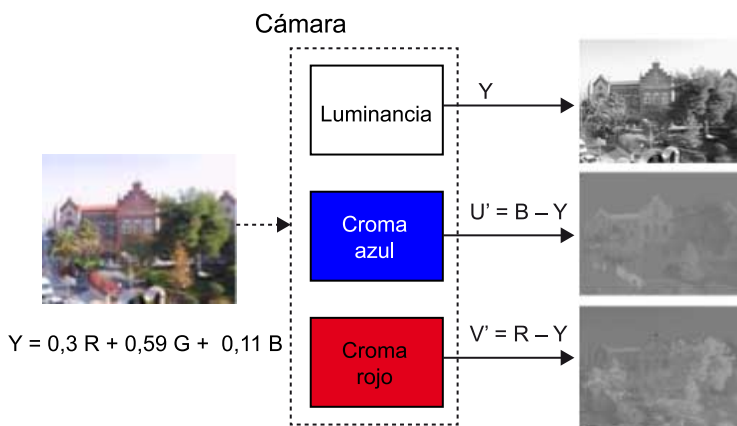 Cámara
Luminancia
Y
Croma
azul
U’ = B – Y
Y = 0,3 R + 0,59 G +  0,11 B
Croma
rojo
V’ = R – Y